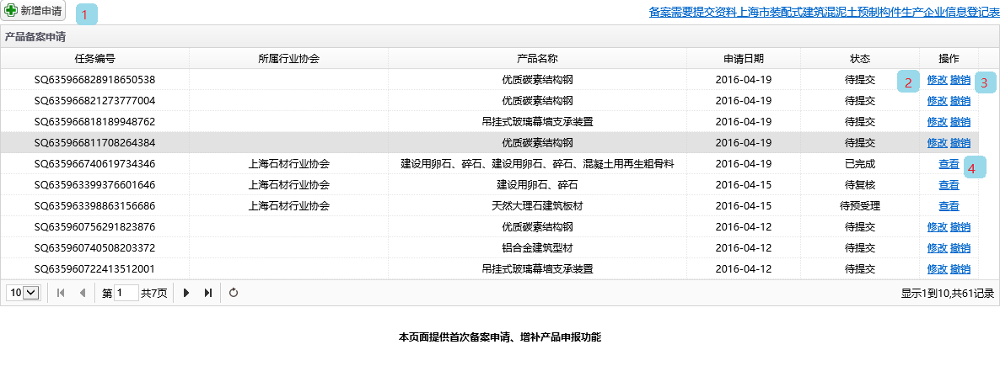 新增申请 1 备案需要提交资料上海市装配式建筑混泥土预制构件生产企业信息登记表
产品备案申请
任务编号 所属行业协会 产品名称 申请日期 状态 操作
SQ635966828918650538 优质碳素结构钢 2016-04-19 待提交 2 修改 撤销 3
SQ635966821273777004 优质碳素结构钢 2016-04-19 待提交 修改 撤销
SQ635966818189948762 吊挂式玻璃幕墙支承装置 2016-04-19 待提交 修改 撤销
SQ635966811708264384 优质碳素结构钢 2016-04-19 待提交 修改 撤销
SQ635966740619734346 上海石材行业协会 建设用卵石、碎石、建设用卵石、碎石、混凝土用再生粗骨料 2016-04-19 已完成 查看 4
SQ635963399376601646 上海石材行业协会 建设用卵石、碎石 2016-04-15 待复核 查看
SQ635963398863156686 上海石材行业协会 天然大理石建筑板材 2016-04-15 待预受理 查看
SQ635960756291823876 优质碳素结构钢 2016-04-12 待提交 修改 撤销
SQ635960740508203372 铝合金建筑型材 2016-04-12 待提交 修改 撤销
SQ635960722413512001 吊挂式玻璃幕墙支承装置 2016-04-12 待提交 修改 撤销
10 第 1 共7页 显示1到10,共61记录
本页面提供首次备案申请、增补产品申报功能